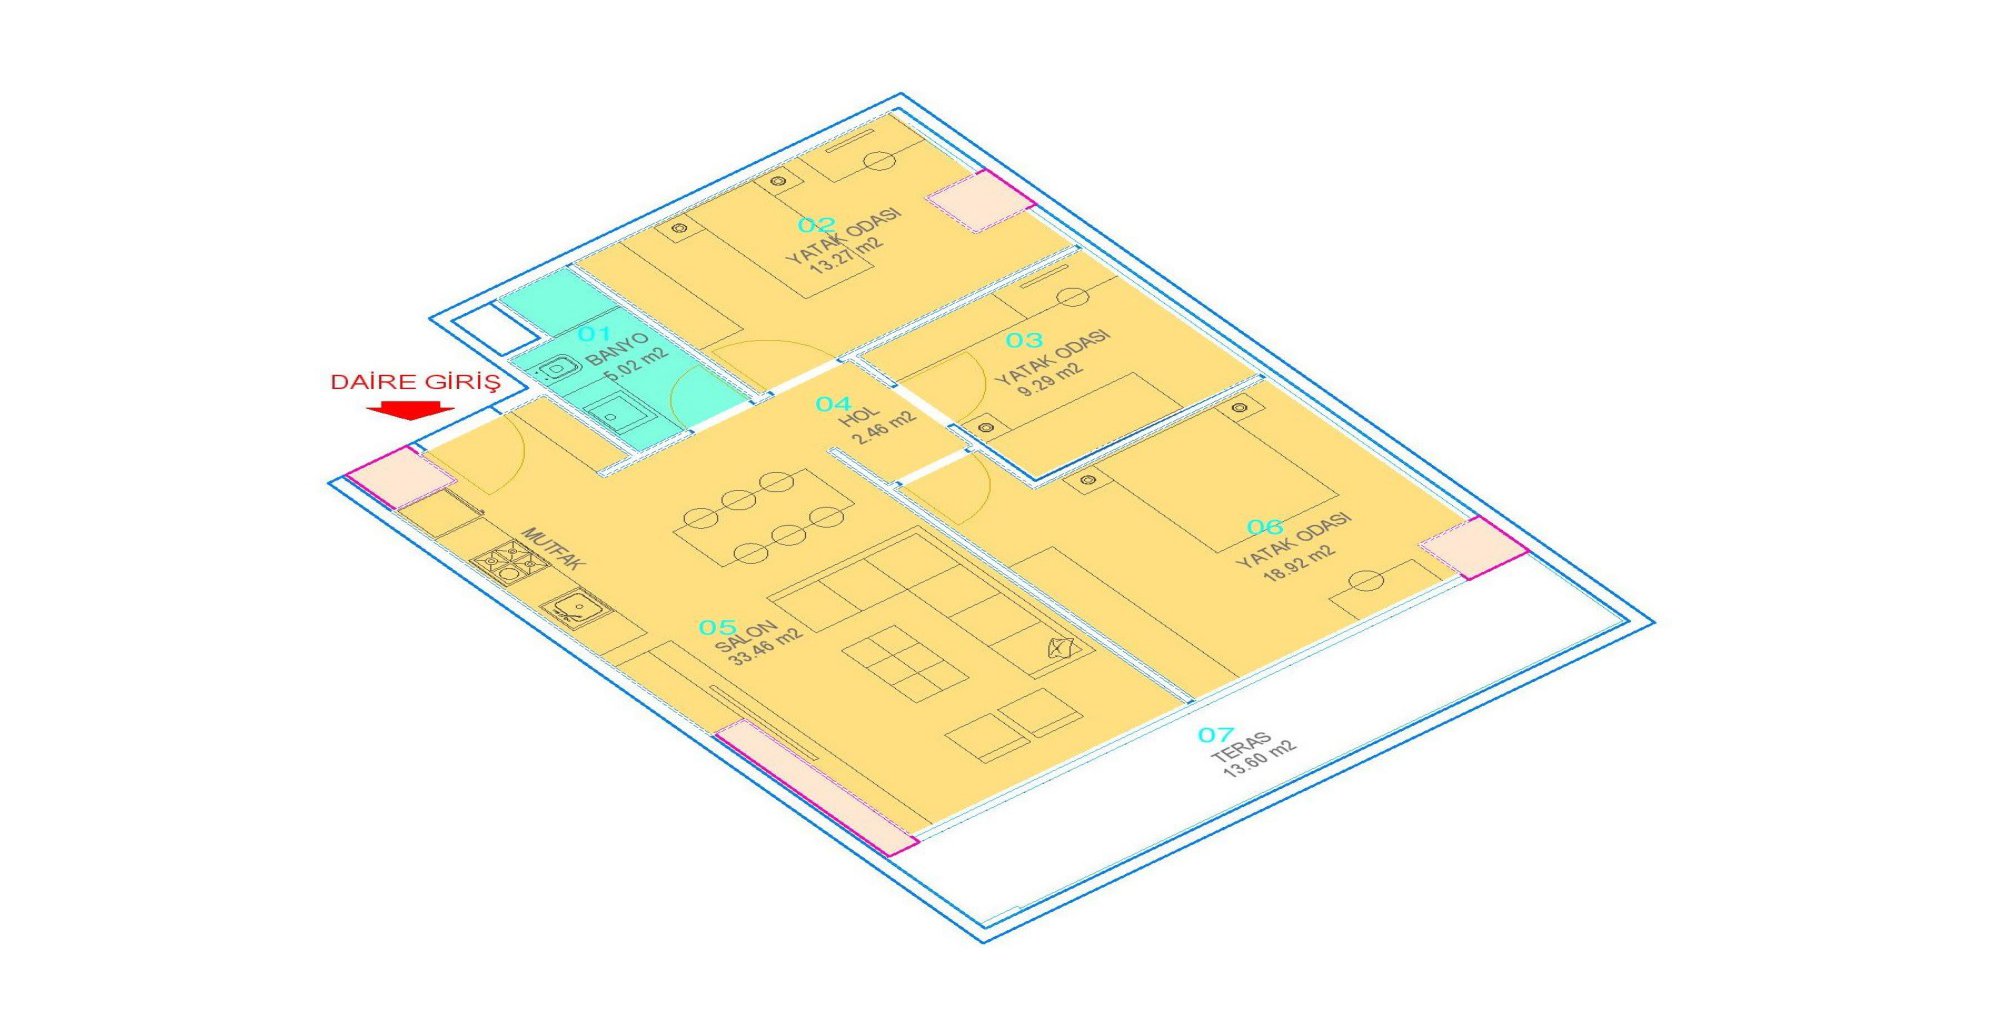 02
YATAK ODASI
13.27 m2
01
BANYO
5.02 m2
03
YATAK ODASI
9.29 m2
DAİRE GİRİŞ
04
HOL
2.46 m2
06
YATAK ODASI
18.92 m2
MUTFAK
05
SALON
33.46 m2
07
TERAS
13.60 m2